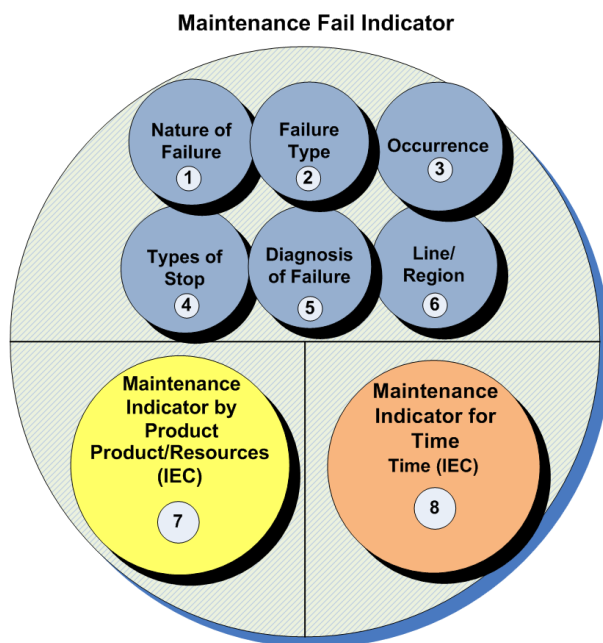 Maintenance Fail Indicator
Nature of
Failure
1
Failure
Type
2
Occurrence
3
Types of
Stop
4
Diagnosis
of Failure
5
Line/
Region
6
Maintenance
Indicator by
Product
Product/Resources
(IEC)
7
Maintenance
Indicator for
Time
Time (IEC)
8